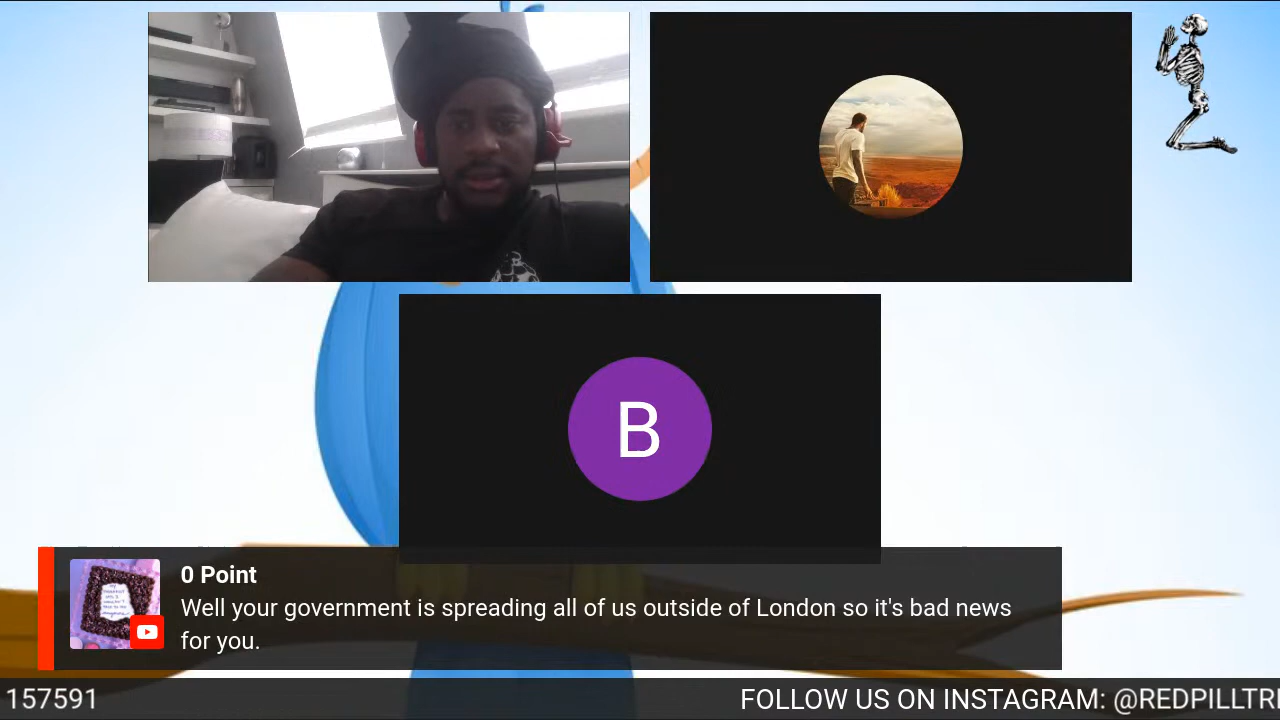 B
0 Point
Well your government is spreading all of us outside of London so it's bad news
for you.
157591
FOLLOW US ON INSTAGRAM: @REDPILLTRI